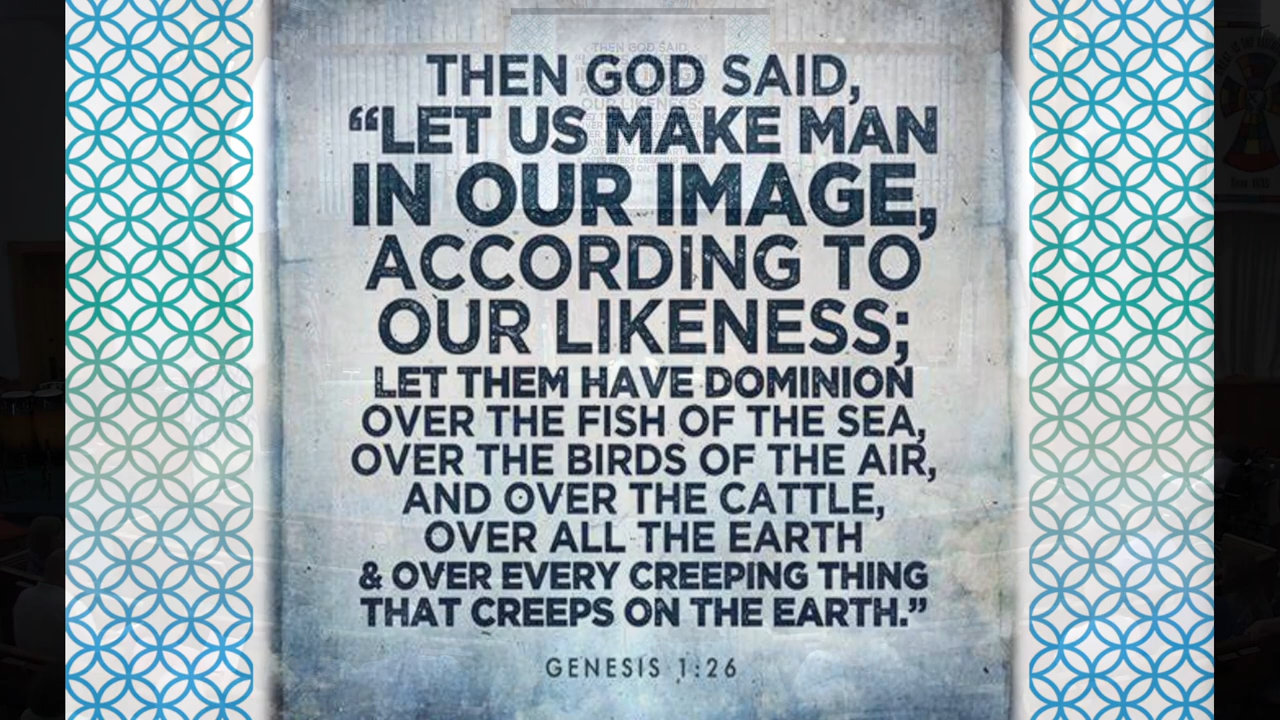 THEN GOD SAID,
“LET US MAKE MAN
IN OUR IMAGE,
ACCORDING TO
OUR LIKENESS;
LET THEM HAVE DOMINION
OVER THE FISH OF THE SEA,
OVER THE BIRDS OF THE AIR,
AND OVER THE CATTLE,
OVER ALL THE EARTH
& OVER EVERY CREEPING THING
THAT CREEPS ON THE EARTH.”
GENESIS 1:26